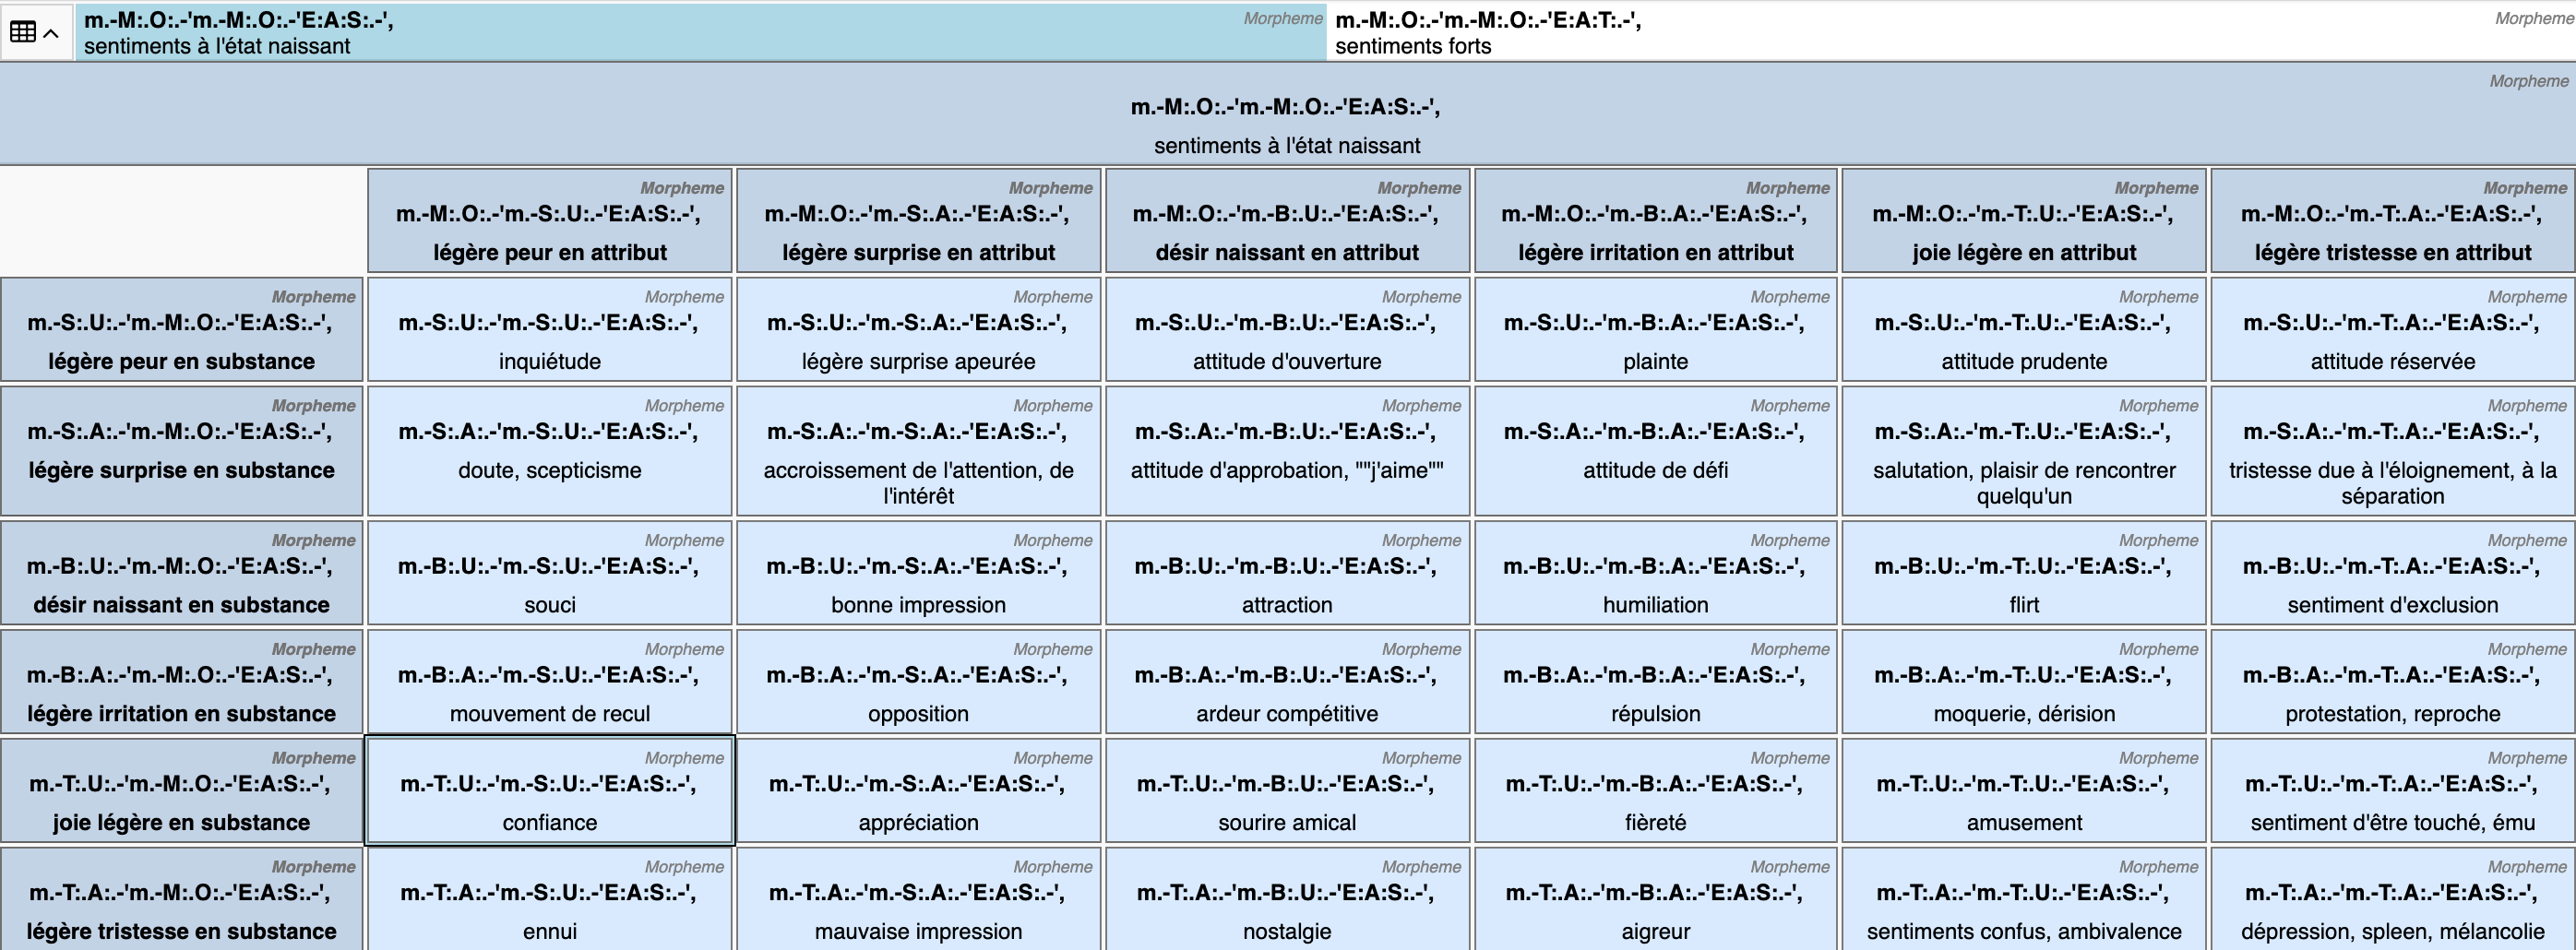 m.-M:.O:.-'m.-M:.O:.-'E:A:S:.-', Morpheme m.-M:.O:.-'m.-M:.O:.-'E:A:T:.-', Morpheme
sentiments à l'état naissant sentiments forts
Morpheme
m.-M:.O:.-'m.-M:.O:.-'E:A:S:.-',
sentiments à l'état naissant
Morpheme Morpheme Morpheme Morpheme Morpheme Morpheme
m.-M:.O:.-'m.-S:.U:.-'E:A:S:.-', m.-M:.O:.-'m.-S:.A:.-'E:A:S:.-', m.-M:.O:.-'m.-B:.U:.-'E:A:S:.-', m.-M:.O:.-'m.-B:.A:.-'E:A:S:.-', m.-M:.O:.-'m.-T:.U:.-'E:A:S:.-', m.-M:.O:.-'m.-T:.A:.-'E:A:S:.-',
légère peur en attribut légère surprise en attribut désir naissant en attribut légère irritation en attribut joie légère en attribut légère tristesse en attribut
Morpheme Morpheme Morpheme Morpheme Morpheme Morpheme Morpheme
m.-S:.U:.-'m.-M:.O:.-'E:A:S:.-', m.-S:.U:.-'m.-S:.U:.-'E:A:S:.-', m.-S:.U:.-'m.-S:.A:.-'E:A:S:.-', m.-S:.U:.-'m.-B:.U:.-'E:A:S:.-', m.-S:.U:.-'m.-B:.A:.-'E:A:S:.-', m.-S:.U:.-'m.-T:.U:.-'E:A:S:.-', m.-S:.U:.-'m.-T:.A:.-'E:A:S:.-',
légère peur en substance inquiétude légère surprise apeurée attitude d'ouverture plainte attitude prudente attitude réservée
Morpheme Morpheme Morpheme Morpheme Morpheme Morpheme Morpheme
m.-S:.A:.-'m.-M:.O:.-'E:A:S:.-', m.-S:.A:.-'m.-S:.U:.-'E:A:S:.-', m.-S:.A:.-'m.-S:.A:.-'E:A:S:.-', m.-S:.A:.-'m.-B:.U:.-'E:A:S:.-', m.-S:.A:.-'m.-B:.A:.-'E:A:S:.-', m.-S:.A:.-'m.-T:.U:.-'E:A:S:.-', m.-S:.A:.-'m.-T:.A:.-'E:A:S:.-',
légère surprise en substance doute, scepticisme accroissement de l'attention, de attitude d'approbation, ""j'aime"" attitude de défi salutation, plaisir de rencontrer tristesse due à l'éloignement, à la
l'intérêt quelqu'un séparation
Morpheme Morpheme Morpheme Morpheme Morpheme Morpheme Morpheme
m.-B:.U:.-'m.-M:.O:.-'E:A:S:.-', m.-B:.U:.-'m.-S:.U:.-'E:A:S:.-', m.-B:.U:.-'m.-S:.A:.-'E:A:S:.-', m.-B:.U:.-'m.-B:.U:.-'E:A:S:.-', m.-B:.U:.-'m.-B:.A:.-'E:A:S:.-', m.-B:.U:.-'m.-T:.U:.-'E:A:S:.-', m.-B:.U:.-'m.-T:.A:.-'E:A:S:.-',
désir naissant en substance souci bonne impression attraction humiliation flirt sentiment d'exclusion
Morpheme Morpheme Morpheme Morpheme Morpheme Morpheme Morpheme
m.-B:.A:.-'m.-M:.O:.-'E:A:S:.-', m.-B:.A:.-'m.-S:.U:.-'E:A:S:.-', m.-B:.A:.-'m.-S:.A:.-'E:A:S:.-', m.-B:.A:.-'m.-B:.U:.-'E:A:S:.-', m.-B:.A:.-'m.-B:.A:.-'E:A:S:.-', m.-B:.A:.-'m.-T:.U:.-'E:A:S:.-', m.-B:.A:.-'m.-T:.A:.-'E:A:S:.-',
légère irritation en substance mouvement de recul opposition ardeur compétitive répulsion moquerie, dérision protestation, reproche
Morpheme Morpheme Morpheme Morpheme Morpheme Morpheme Morpheme
m.-T:.U:.-'m.-M:.O:.-'E:A:S:.-', m.-T:.U:.-'m.-S:.U:.-'E:A:S:.-', m.-T:.U:.-'m.-S:.A:.-'E:A:S:.-', m.-T:.U:.-'m.-B:.U:.-'E:A:S:.-', m.-T:.U:.-'m.-B:.A:.-'E:A:S:.-', m.-T:.U:.-'m.-T:.U:.-'E:A:S:.-', m.-T:.U:.-'m.-T:.A:.-'E:A:S:.-',
joie légère en substance confiance appréciation sourire amical fièreté amusement sentiment d'être touché, ému
Morpheme Morpheme Morpheme Morpheme Morpheme Morpheme Morpheme
m.-T:.A:.-'m.-M:.O:.-'E:A:S:.-', m.-T:.A:.-'m.-S:.U:.-'E:A:S:.-', m.-T:.A:.-'m.-S:.A:.-'E:A:S:.-', m.-T:.A:.-'m.-B:.U:.-'E:A:S:.-', m.-T:.A:.-'m.-B:.A:.-'E:A:S:.-', m.-T:.A:.-'m.-T:.U:.-'E:A:S:.-', m.-T:.A:.-'m.-T:.A:.-'E:A:S:.-',
légère tristesse en substance ennui mauvaise impression nostalgie aigreur sentiments confus, ambivalence dépression, spleen, mélancolie